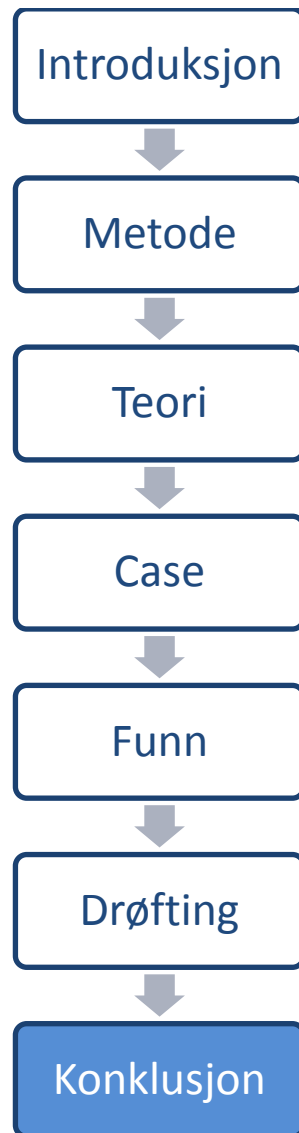 Introduksjon
Metode
Teori
Case
Funn
Drøfting
Konklusjon